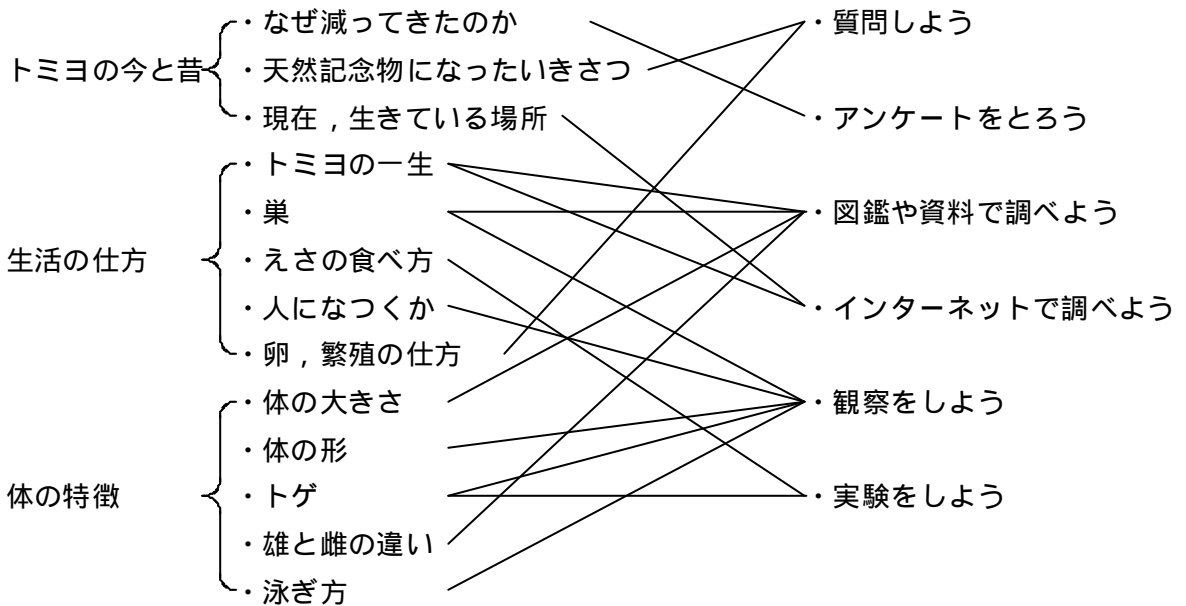 トミヨの今と昔
・なぜ減ってきたのか
・天然記念物になったいきさつ
・現在，生きている場所
生活の仕方
・トミヨの一生
・巣
・えさの食べ方
・人になつくか
・卵，繁殖の仕方
体の特徴
・体の大きさ
・体の形
・トゲ
・雄と雌の違い
・泳ぎ方
・質問しよう
・アンケートをとろう
・図鑑や資料で調べよう
・インターネットで調べよう
・観察をしよう
・実験をしよう